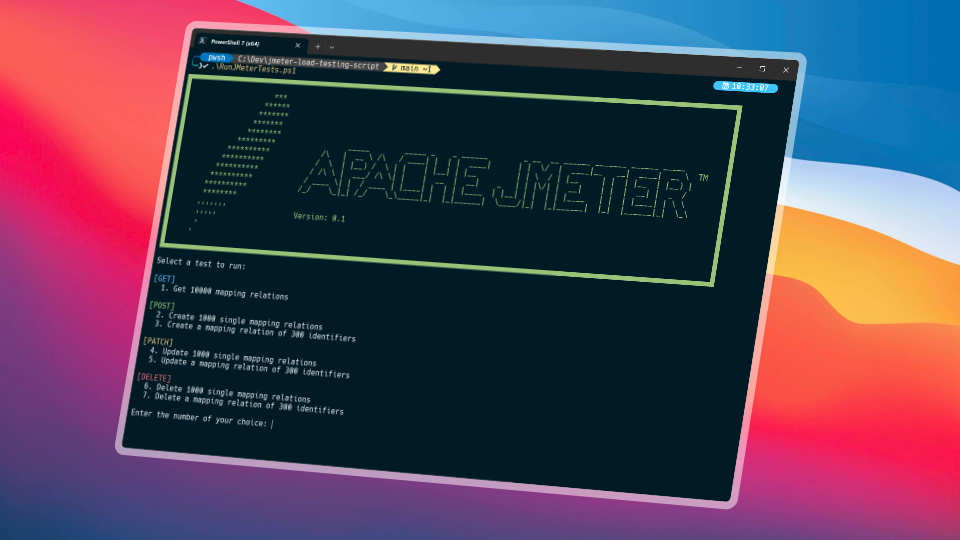 PowerShell 7 (x64)
pwsh C:\Dev\jmeter-load-testing-script main ~1
.\RunJMeterTests.ps1
10:33:07
APACHE JMETER™
Version: 0.1
Select a test to run:
[GET]
1. Get 10000 mapping relations
[POST]
2. Create 1000 single mapping relations
3. Create a mapping relation of 300 identifiers
[PATCH]
4. Update 1000 single mapping relations
5. Update a mapping relation of 300 identifiers
[DELETE]
6. Delete 1000 single mapping relations
7. Delete a mapping relation of 300 identifiers
Enter the number of your choice: